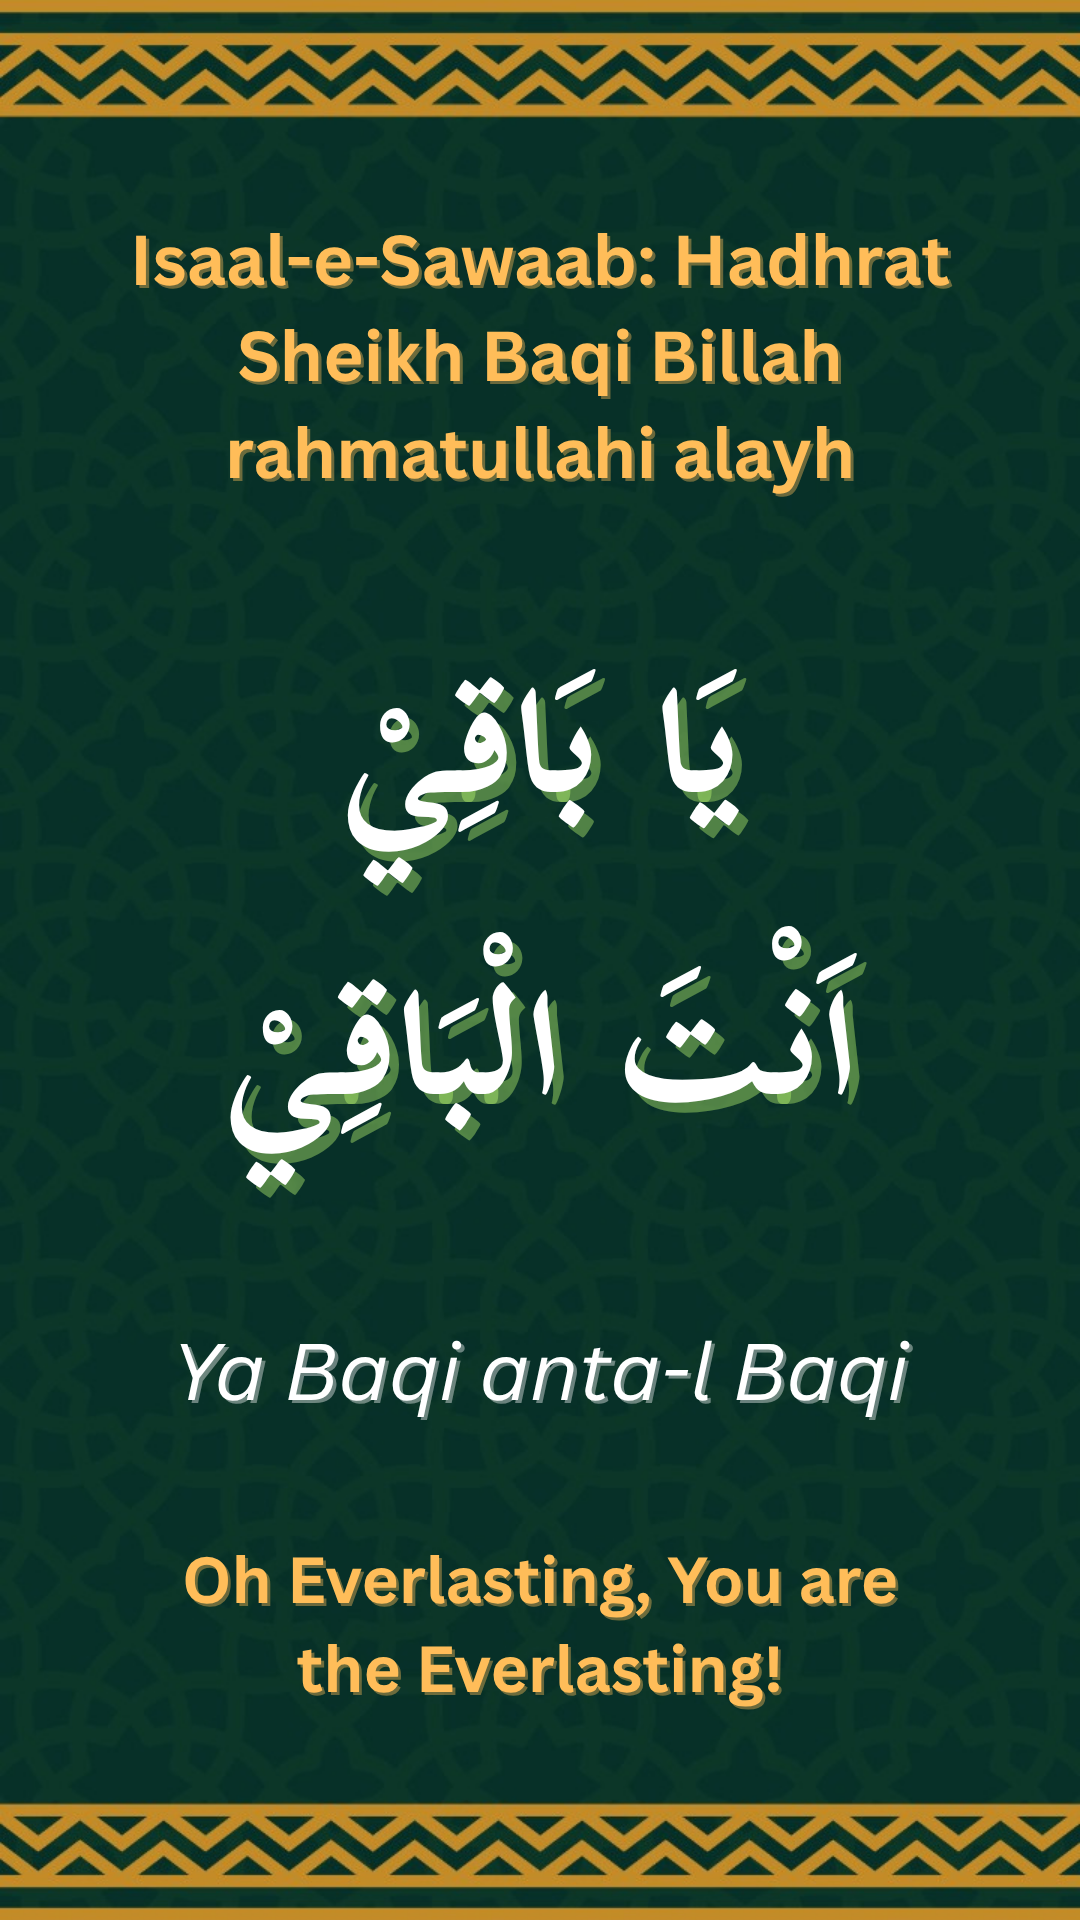 Isaal-e-Sawaab: Hadhrat
Sheikh Baqi Billah
rahmatullahi alayh
يَا بَاقِيْ
اَنْتَ الْبَاقِيْ
Ya Baqi anta-l Baqi
Oh Everlasting, You are
the Everlasting!